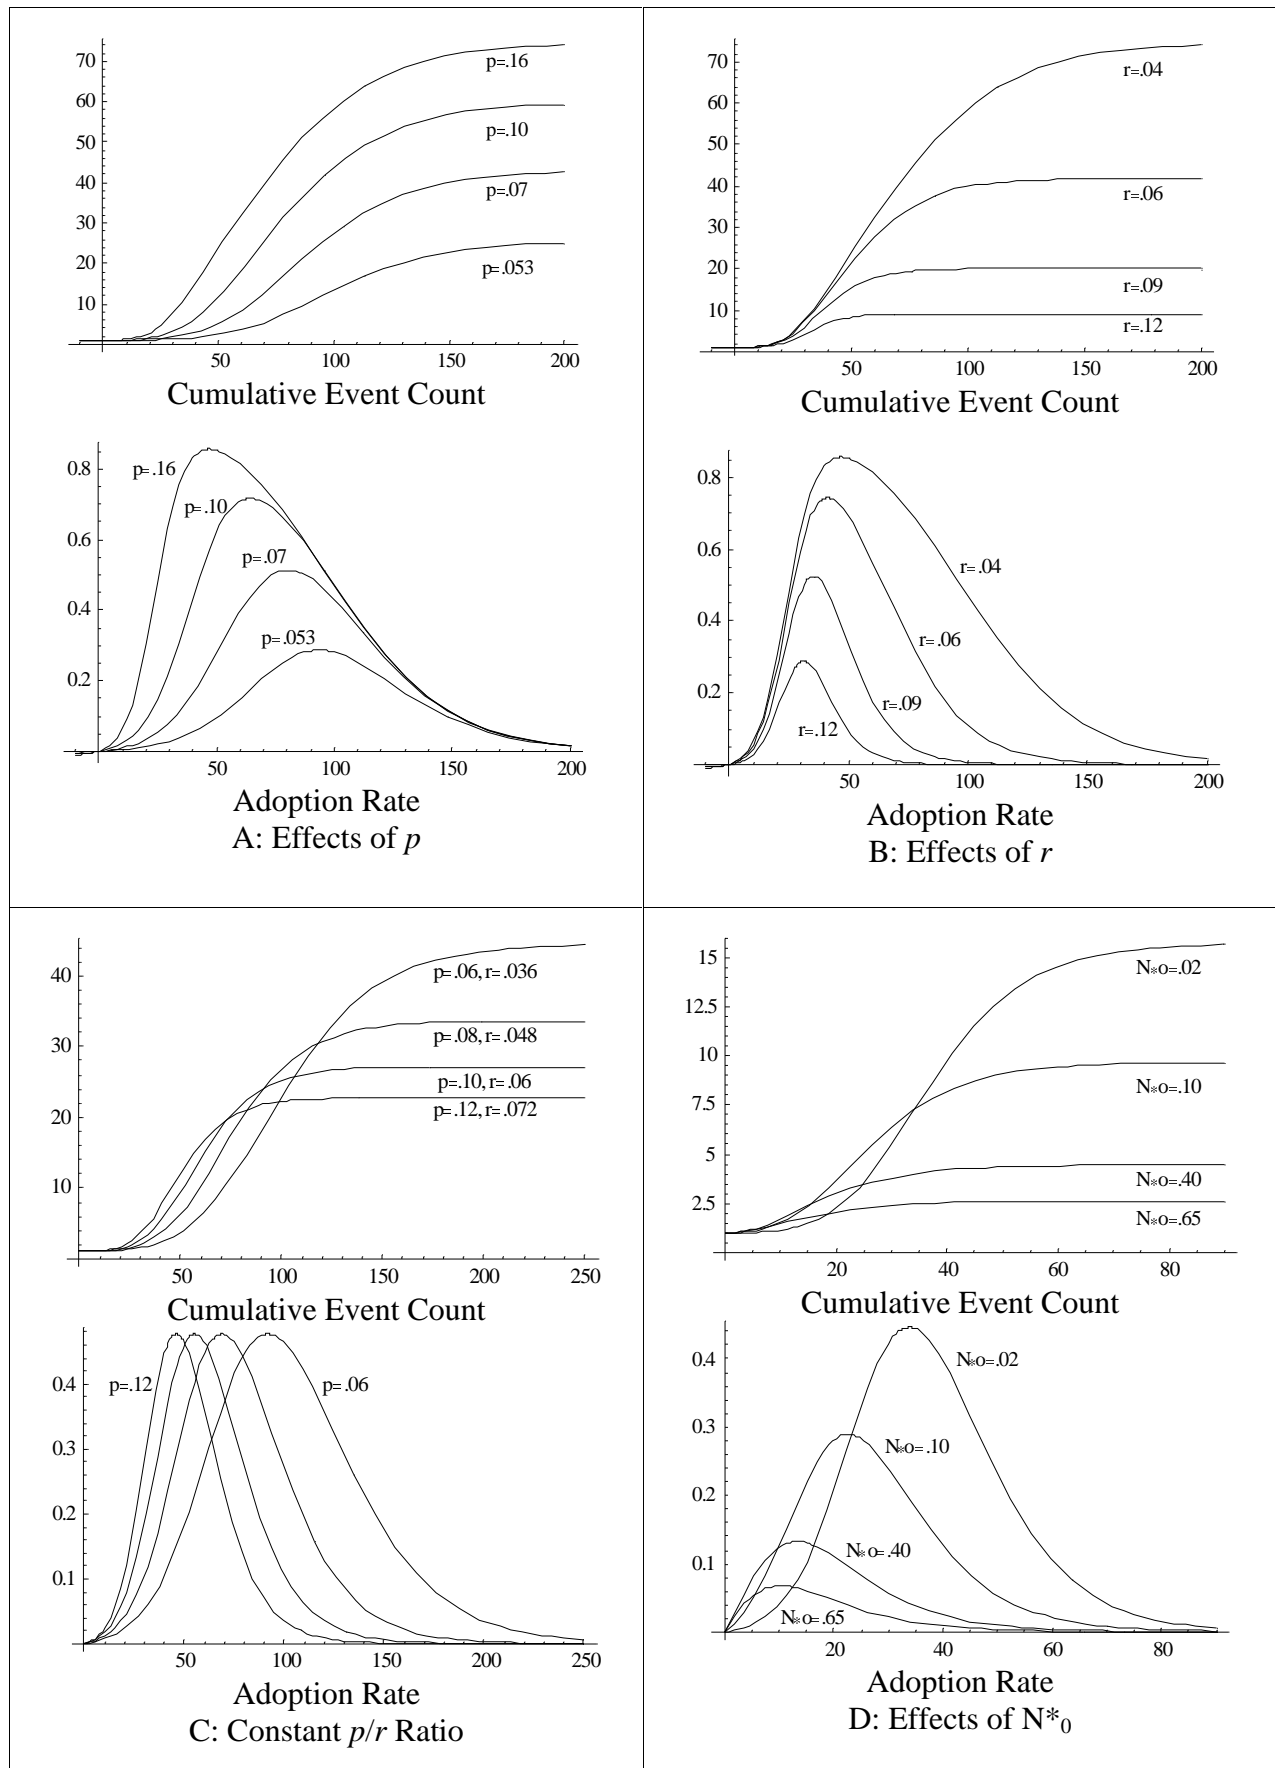 70
60
50
40
30
20
10
p=.16
p=.10
p=.07
p=.053
50 100 150 200
Cumulative Event Count
0.8
0.6
0.4
0.2
p=.16
p=.10
p=.07
p=.053
50 100 150 200
Adoption Rate
A: Effects of p
70
60
50
40
30
20
10
r=.04
r=.06
r=.09
r=.12
50 100 150 200
Cumulative Event Count
0.8
0.6
0.4
0.2
r=.04
r=.06
r=.09
r=.12
50 100 150 200
Adoption Rate
B: Effects of r
40
30
20
10
p=.06, r=.036
p=.08, r=.048
p=.10, r=.06
p=.12, r=.072
50 100 150 200 250
Cumulative Event Count
0.4
0.3
0.2
0.1
p=.12
p=.06
50 100 150 200 250
Adoption Rate
C: Constant p/r Ratio
15
12.5
10
7.5
5
2.5
N*o=.02
N*o=.10
N*o=.40
N*o=.65
20 40 60 80
Cumulative Event Count
0.4
0.3
0.2
0.1
N*o=.02
N*o=.10
N*o=.40
N*o=.65
20 40 60 80
Adoption Rate
D: Effects of N*0